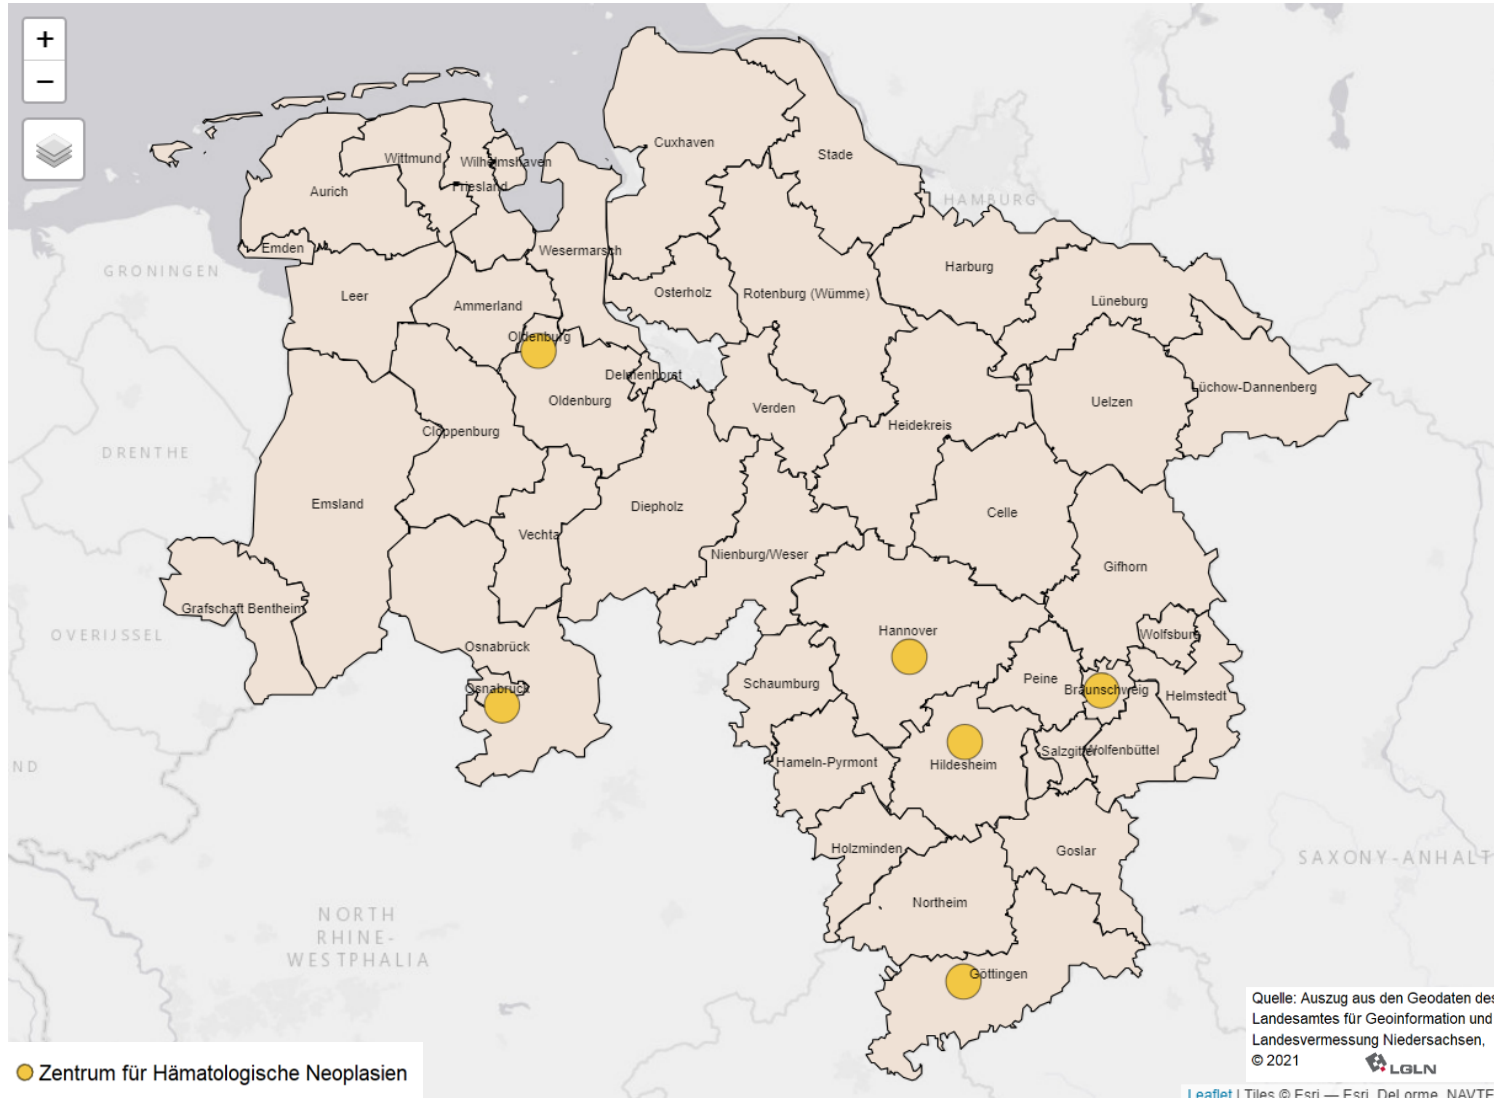 +
−
Cuxhaven
Stade
Wittmund
Wilhelmshaven
Aurich
Friesland
HAMBURG
Emden
Wesermarsch
GRONINGEN
Harburg
Leer
Ammerland
Osterholz
Rotenburg (Wümme)
Lüneburg
Oldenburg
Delmenhorst
Lüchow-Dannenberg
Oldenburg
Verden
Uelzen
Heidekreis
Cloppenburg
DRENTHE
Emsland
Diepholz
Celle
Vechta
Nienburg/Weser
Gifhorn
Grafschaft Bentheim
OVERIJSSEL
Hannover
Wolfsburg
Osnabrück
Peine
Schaumburg
Osnabrück
Braunschweig
Helmstedt
Salzgitter
Wolfenbüttel
ND
Hameln-Pyrmont
Hildesheim
Holzminden
Goslar
SAXONY-ANHALT
Northeim
NORTH
RHINE-
WESTPHALIA
Göttingen
Quelle: Auszug aus den Geodaten des
Landesamtes für Geoinformation und
Landesvermessung Niedersachsen,
© 2021
LGLN
Zentrum für Hämatologische Neoplasien
Leaflet | Tiles © Esri — Esri, DeLorme, NAVTE